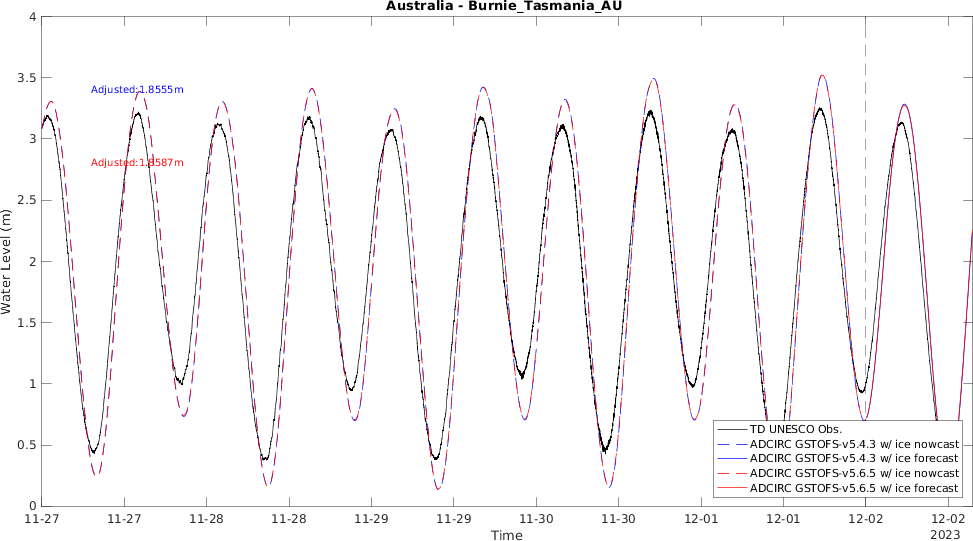 Australia - Burnie_Tasmania_AU
4
3.5
3
2.5
2
1.5
1
0.5
0
Water Level (m)
Adjusted:1.8555m
Adjusted:1.8587m
TD UNESCO Obs.
ADCIRC GSTOFS-v5.4.3 w/ ice nowcast
ADCIRC GSTOFS-v5.4.3 w/ ice forecast
ADCIRC GSTOFS-v5.6.5 w/ ice nowcast
ADCIRC GSTOFS-v5.6.5 w/ ice forecast
11-27 11-27 11-28 11-28 11-29 11-29 11-30 11-30 12-01 12-01 12-02 12-02
Time
2023